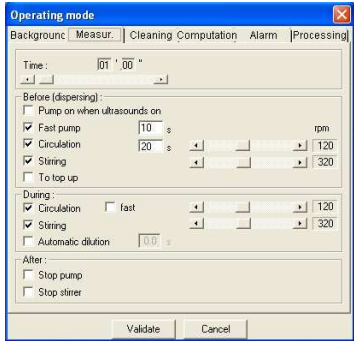 Operating mode
Background Measur. Cleaning Computation Alarm Processing
Time : 01 ' 00 "
Before (dispersing) :
Pump on when ultrasounds on
Fast pump 10 s rpm
Circulation 20 s 120
Stirring 320
To top up
During :
Circulation fast 120
Stirring 320
Automatic dilution 0.0 s
After :
Stop pump
Stop stirrer
Validate Cancel